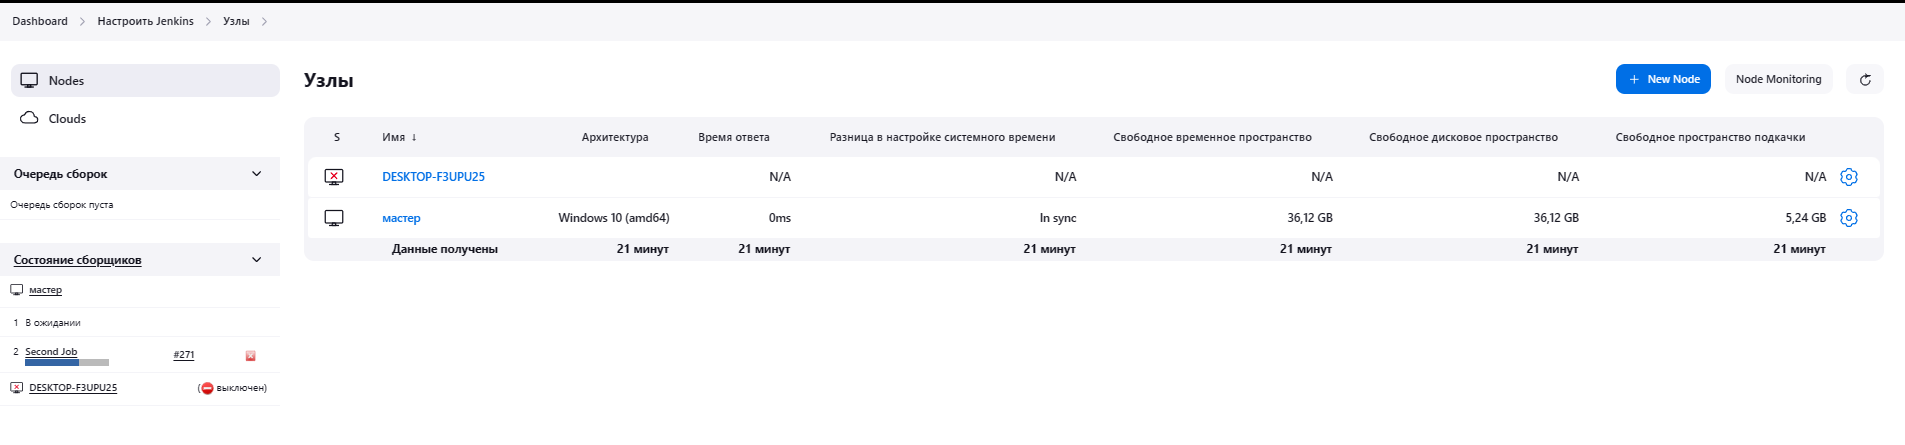 Dashboard > Настроить Jenkins > Узлы >
Nodes
Clouds
Очередь сборок
Очередь сборок пуста
Состояние сборщиков
мастер
1 В ожидании
2 Second Job #271
DESKTOP-F3UPU25 (выключен)
Узлы
+ New Node
Node Monitoring
S Имя ↓ Архитектура Время ответа Разница в настройке системного времени Свободное временное пространство Свободное дисковое пространство Свободное пространство подкачки
DESKTOP-F3UPU25 N/A N/A N/A N/A N/A
мастер Windows 10 (amd64) 0ms In sync 36,12 GB 36,12 GB 5,24 GB
Данные получены 21 минут 21 минут 21 минут 21 минут 21 минут 21 минут